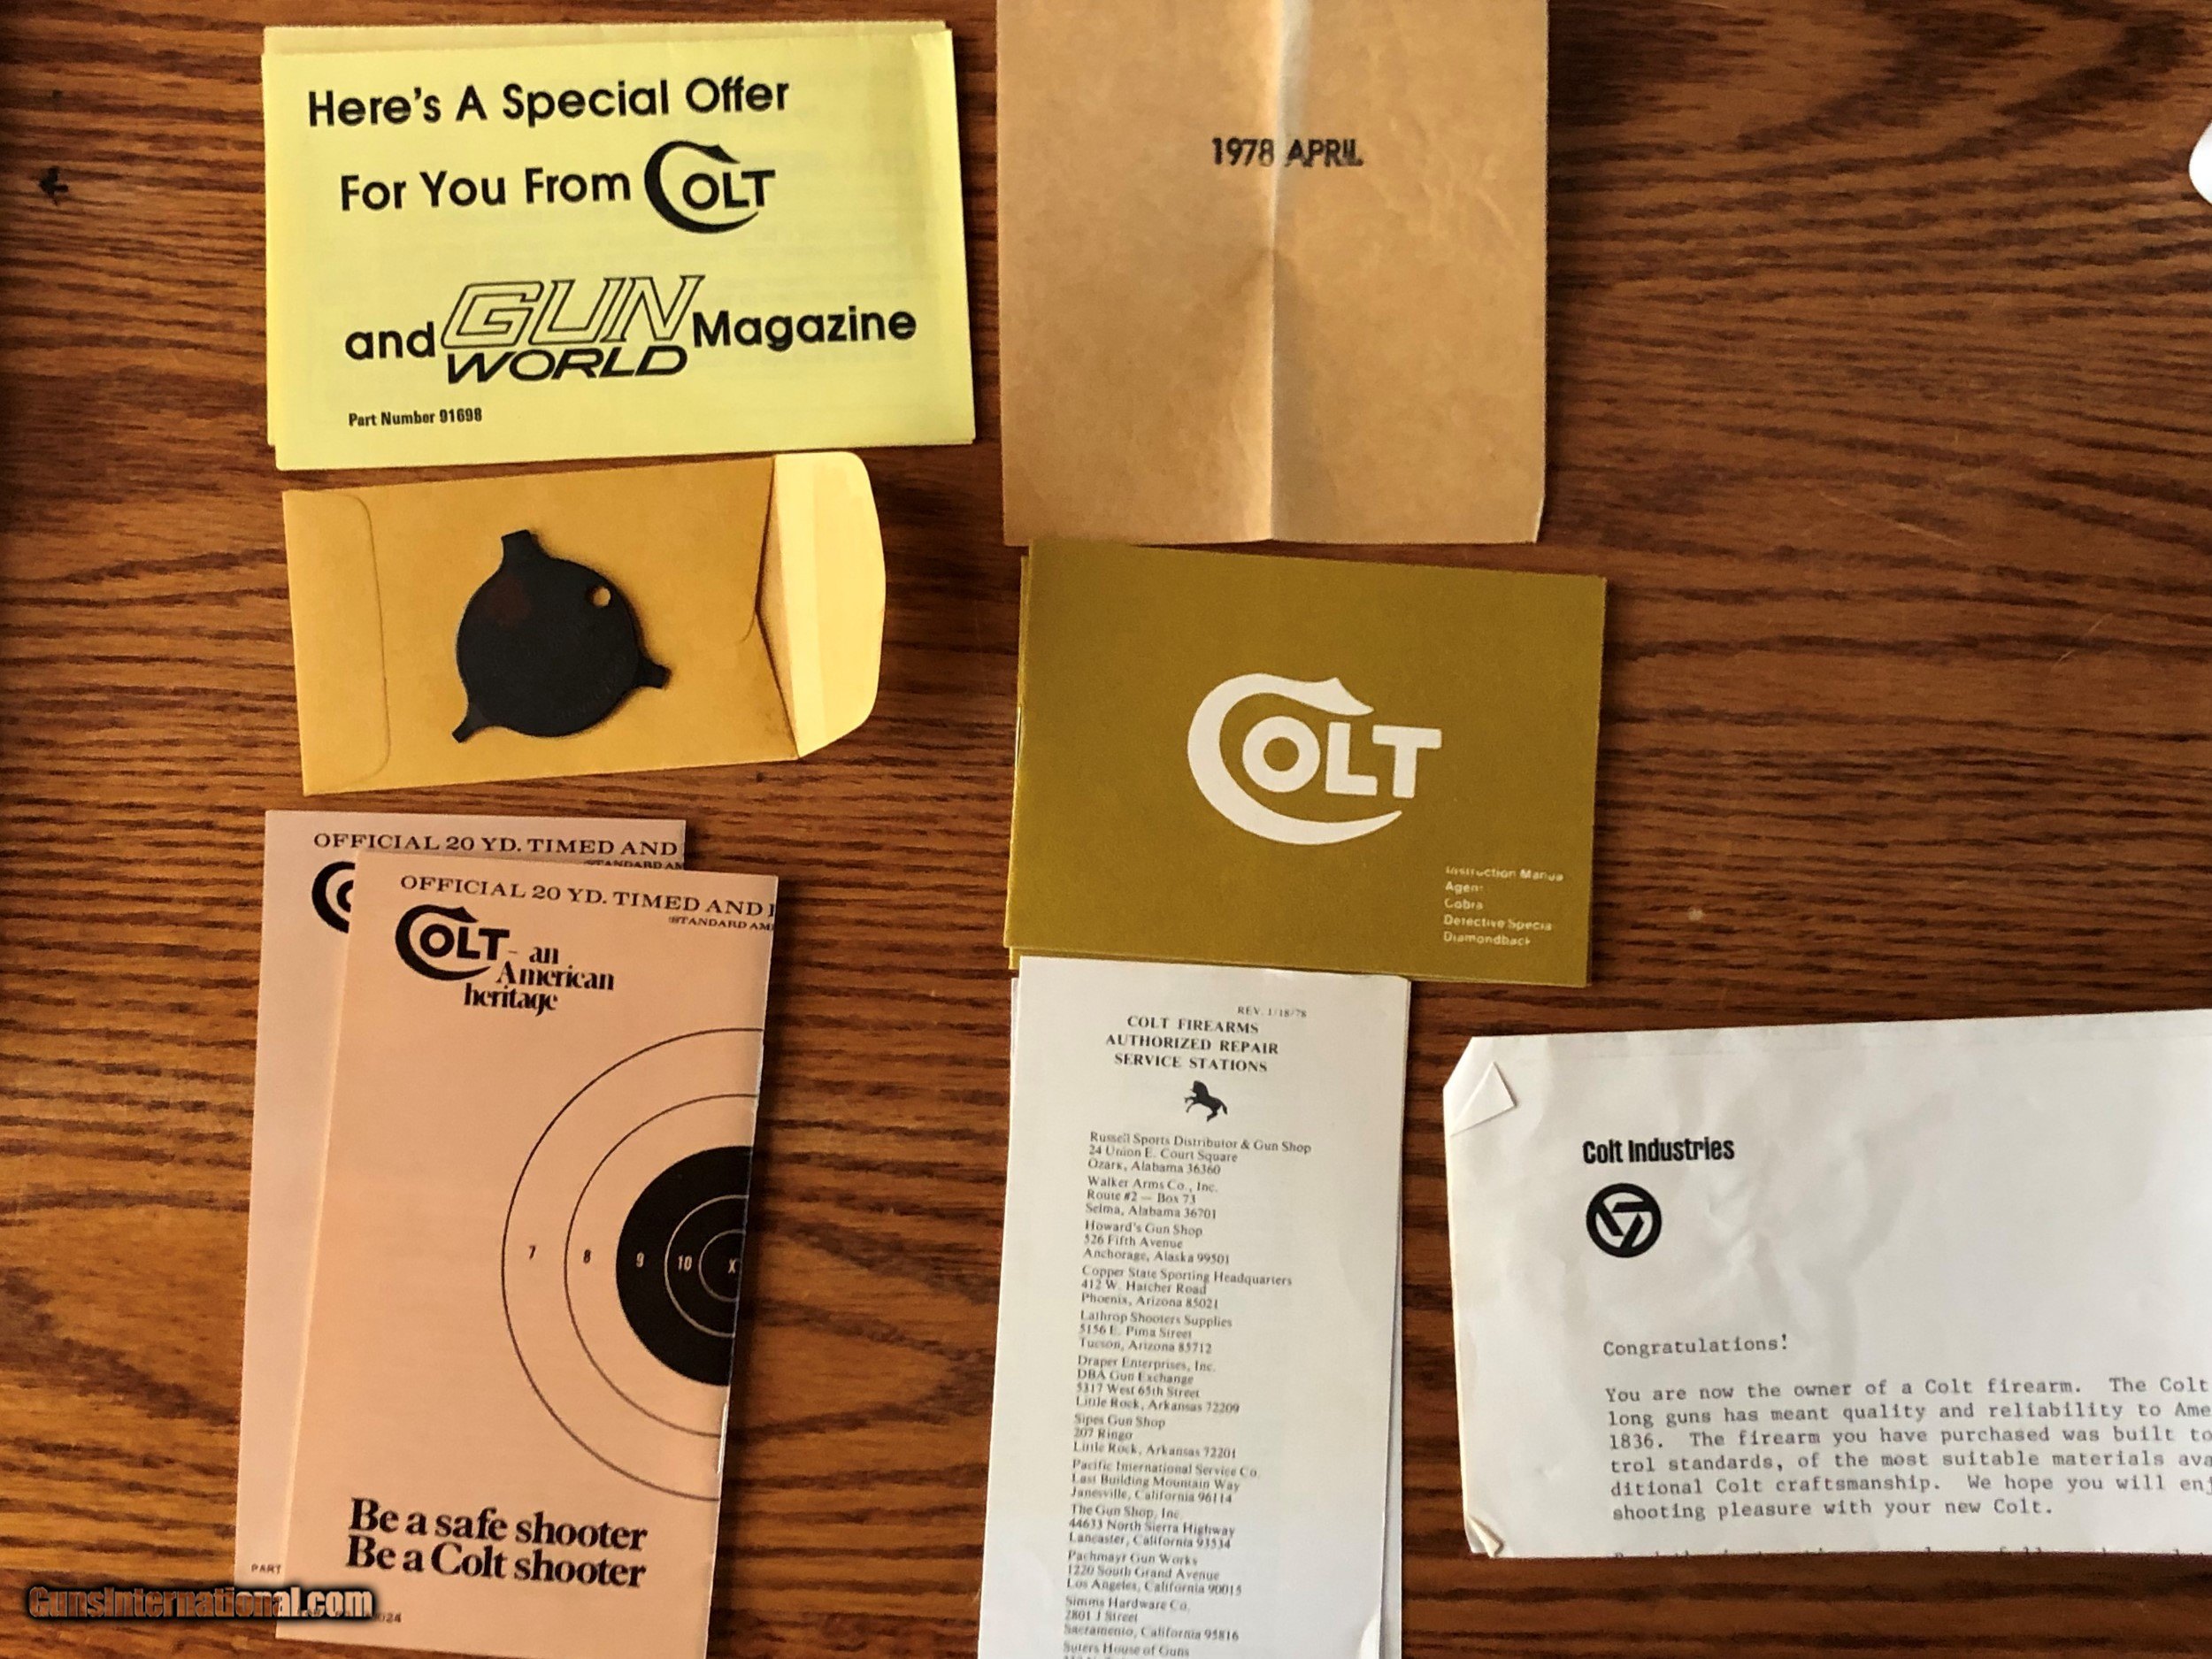 Here's A Special Offer
For You From COLT
and GUN WORLD Magazine
Part Number 91698
1978 APRIL
COLT
Instruction Manua
Agent
Cobra
Detective Specia
Diamondback
OFFICIAL 20 YD. TIMED AND
STANDARD AM
PART
OFFICIAL 20 YD. TIMED AND
STANDARD AM
COLT - an
American
heritage
7 8 9 10 X
Be a safe shooter
Be a Colt shooter
024
REV. 1/18/78
COLT FIREARMS
AUTHORIZED REPAIR
SERVICE STATIONS
Russell Sports Distributor & Gun Shop
24 Union E. Court Square
Ozark, Alabama 36360
Walker Arms Co., Inc.
Route #2 — Box 73
Selma, Alabama 36701
Howard's Gun Shop
526 Fifth Avenue
Anchorage, Alaska 99501
Copper State Sporting Headquarters
412 W. Hatcher Road
Phoenix, Arizona 85021
Lathrop Shooters Supplies
5156 E. Pima Street
Tucson, Arizona 85712
Draper Enterprises, Inc.
DBA Gun Exchange
5317 West 65th Street
Little Rock, Arkansas 72209
Sipes Gun Shop
207 Ringo
Little Rock, Arkansas 72201
Pacific International Service Co.
Last Building Mountain Way
Janesville, California 96114
The Gun Shop, Inc
44633 North Sierra Highway
Lancaster, California 93534
Pachmayr Gun Works
1220 South Grand Avenue
Los Angeles, California 90015
Simms Hardware Co.
2801 J Street
Sacramento, California 95816
Suters House of Guns
Colt Industries
Congratulations!
You are now the owner of a Colt firearm. The Colt
long guns has meant quality and reliability to Ame
1836. The firearm you have purchased was built to
trol standards, of the most suitable materials ava
ditional Colt craftsmanship. We hope you will enj
shooting pleasure with your new Colt.
GunsInternational.com